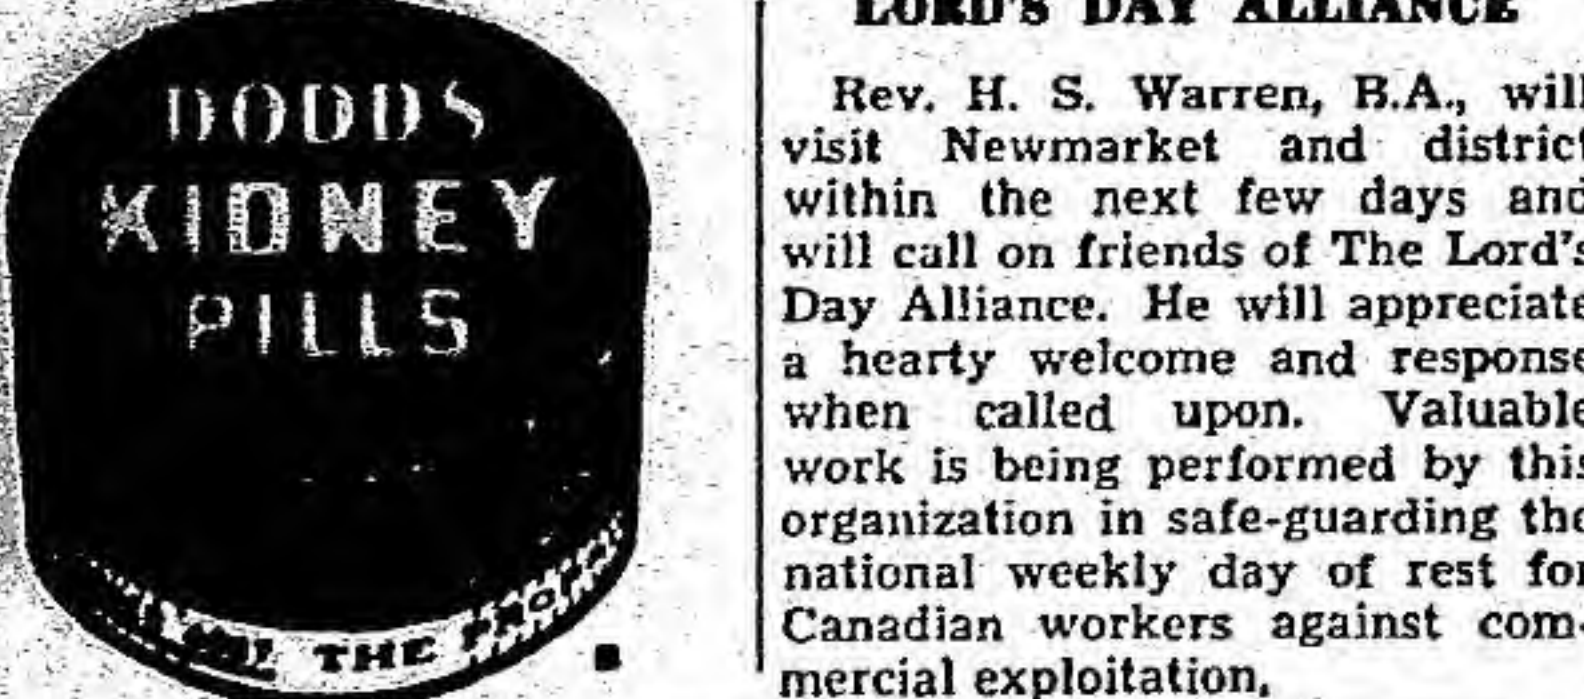 DODDS
KIDNEY
PILLS
THE
LORD'S DAY ALLIANCE
Rev. H. S. Warren, B.A., will
visit Newmarket and district
within the next few days and
will call on friends of The Lord's
Day Alliance. He will appreciate
a hearty welcome and response
when called upon. Valuable
work is being performed by this
organization in safe-guarding the
national weekly day of rest for
Canadian workers against com-
mercial exploitation.